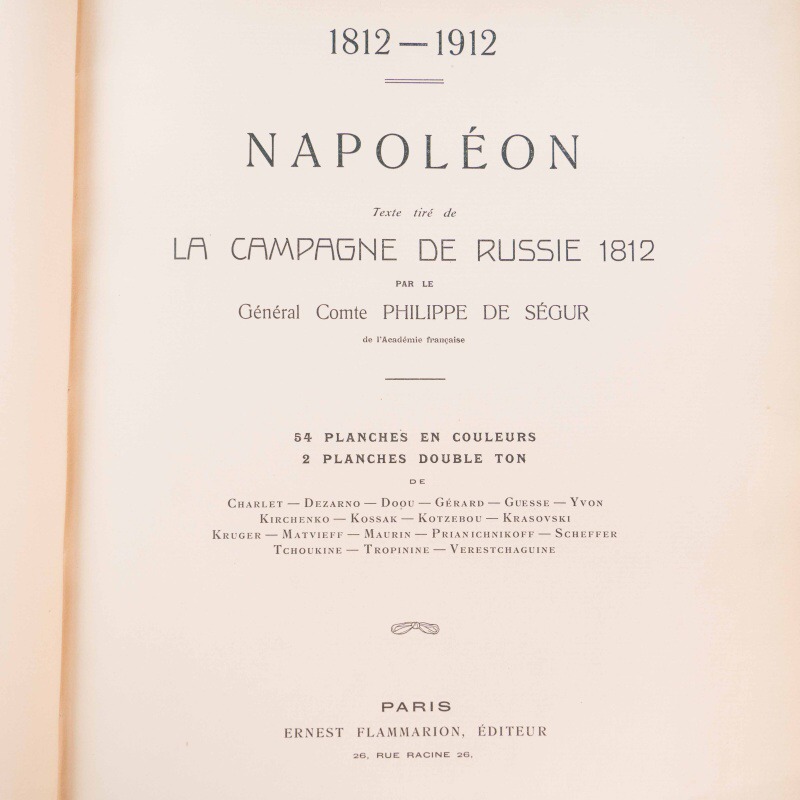 1812 — 1912
NAPOLÉON
Texte tiré de
LA CAMPAGNE DE RUSSIE 1812
PAR LE
Général Comte PHILIPPE DE SÉGUR
de l'Académie française
54 PLANCHES EN COULEURS
2 PLANCHES DOUBLE TON
DE
CHARLET — DEZARNO — DOOU — GÉRARD — GUESSE — YVON
KIRCHENKO — KOSSAK — KOTZEBOU — KRASOVSKI
KRUGER — MATVIEFF — MAURIN — PRIANICHNIKOFF — SCHEFFER
TCHOUKINE — TROPININE — VERESTCHAGUINE
PARIS
ERNEST FLAMMARION, ÉDITEUR
26, RUE RACINE 26,